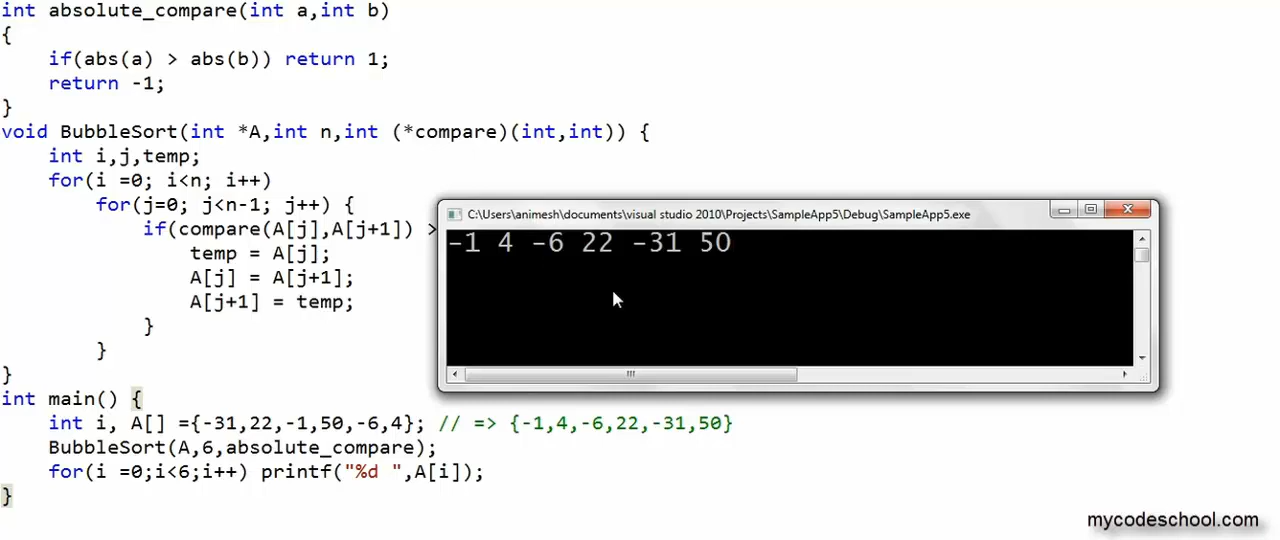 int absolute_compare(int a,int b)
{
if(abs(a) > abs(b)) return 1;
return -1;
}
void BubbleSort(int *A,int n,int (*compare)(int,int)) {
int i,j,temp;
for(i =0; i<n; i++)
for(j=0; j<n-1; j++) {
if(compare(A[j],A[j+1]) >
temp = A[j];
A[j] = A[j+1];
A[j+1] = temp;
}
}
}
int main() {
int i, A[] ={-31,22,-1,50,-6,4}; // => {-1,4,-6,22,-31,50}
BubbleSort(A,6,absolute_compare);
for(i =0;i<6;i++) printf("%d ",A[i]);
}
C:\Users\animesh\documents\visual studio 2010\Projects\SampleApp5\Debug\SampleApp5.exe
-1 4 -6 22 -31 50
mycodeschool.com